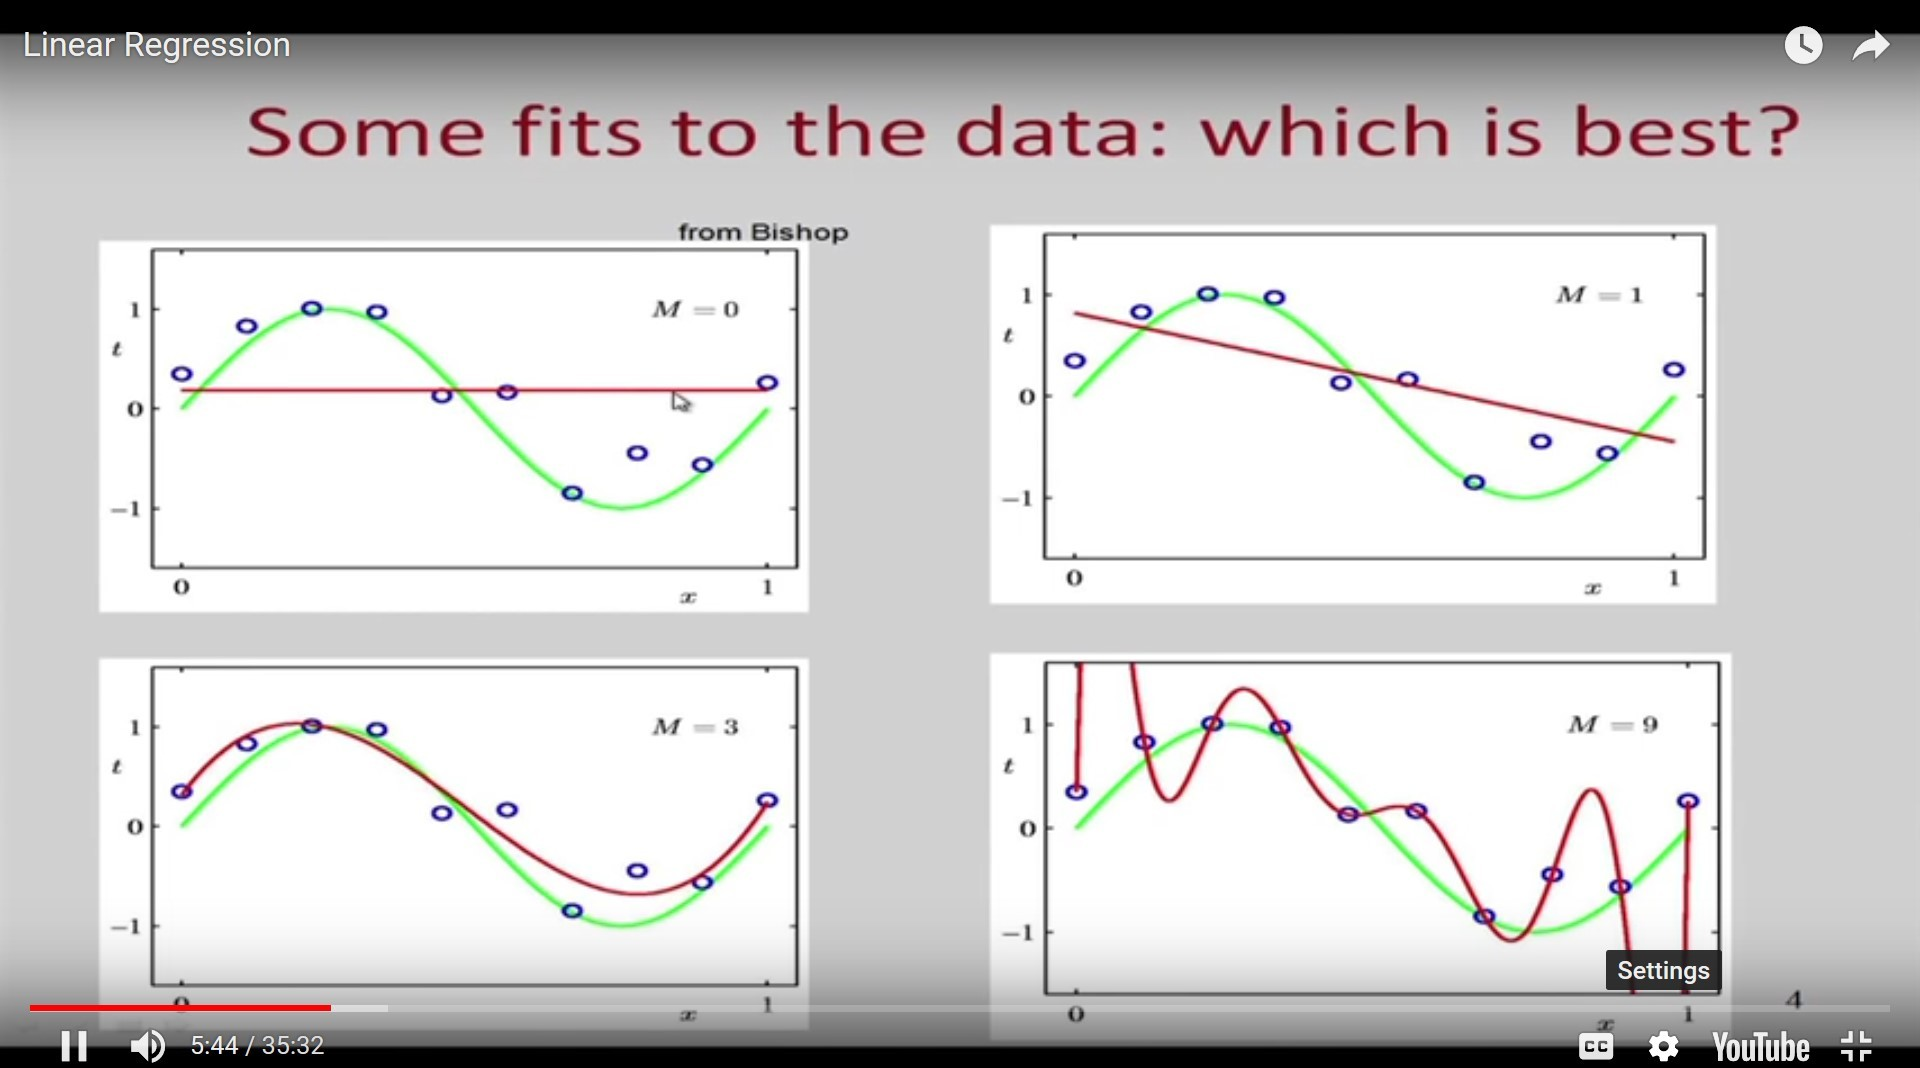 Linear Regression
Some fits to the data: which is best?
from Bishop
M = 0
1
t
0
−1
0
x
1
M = 1
1
t
0
−1
0
x
1
M = 3
1
t
0
−1
0
x
1
M = 9
1
t
0
−1
0
x
1
Settings
4
5:44 / 35:32
CC
YouTube